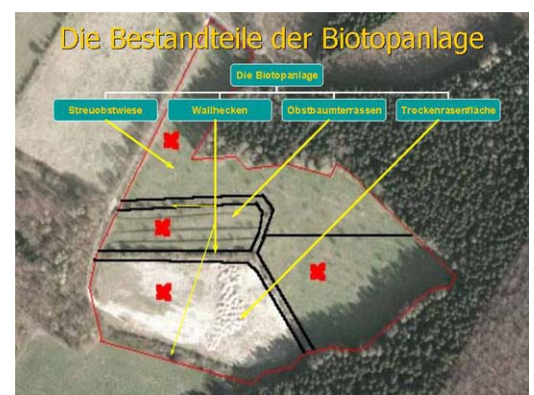 Die Bestandteile der Biotopanlage
Die Biotopanlage
Streuobstwiese
Wallhecken
Obstbaumterrassen
Trockenrasenfläche